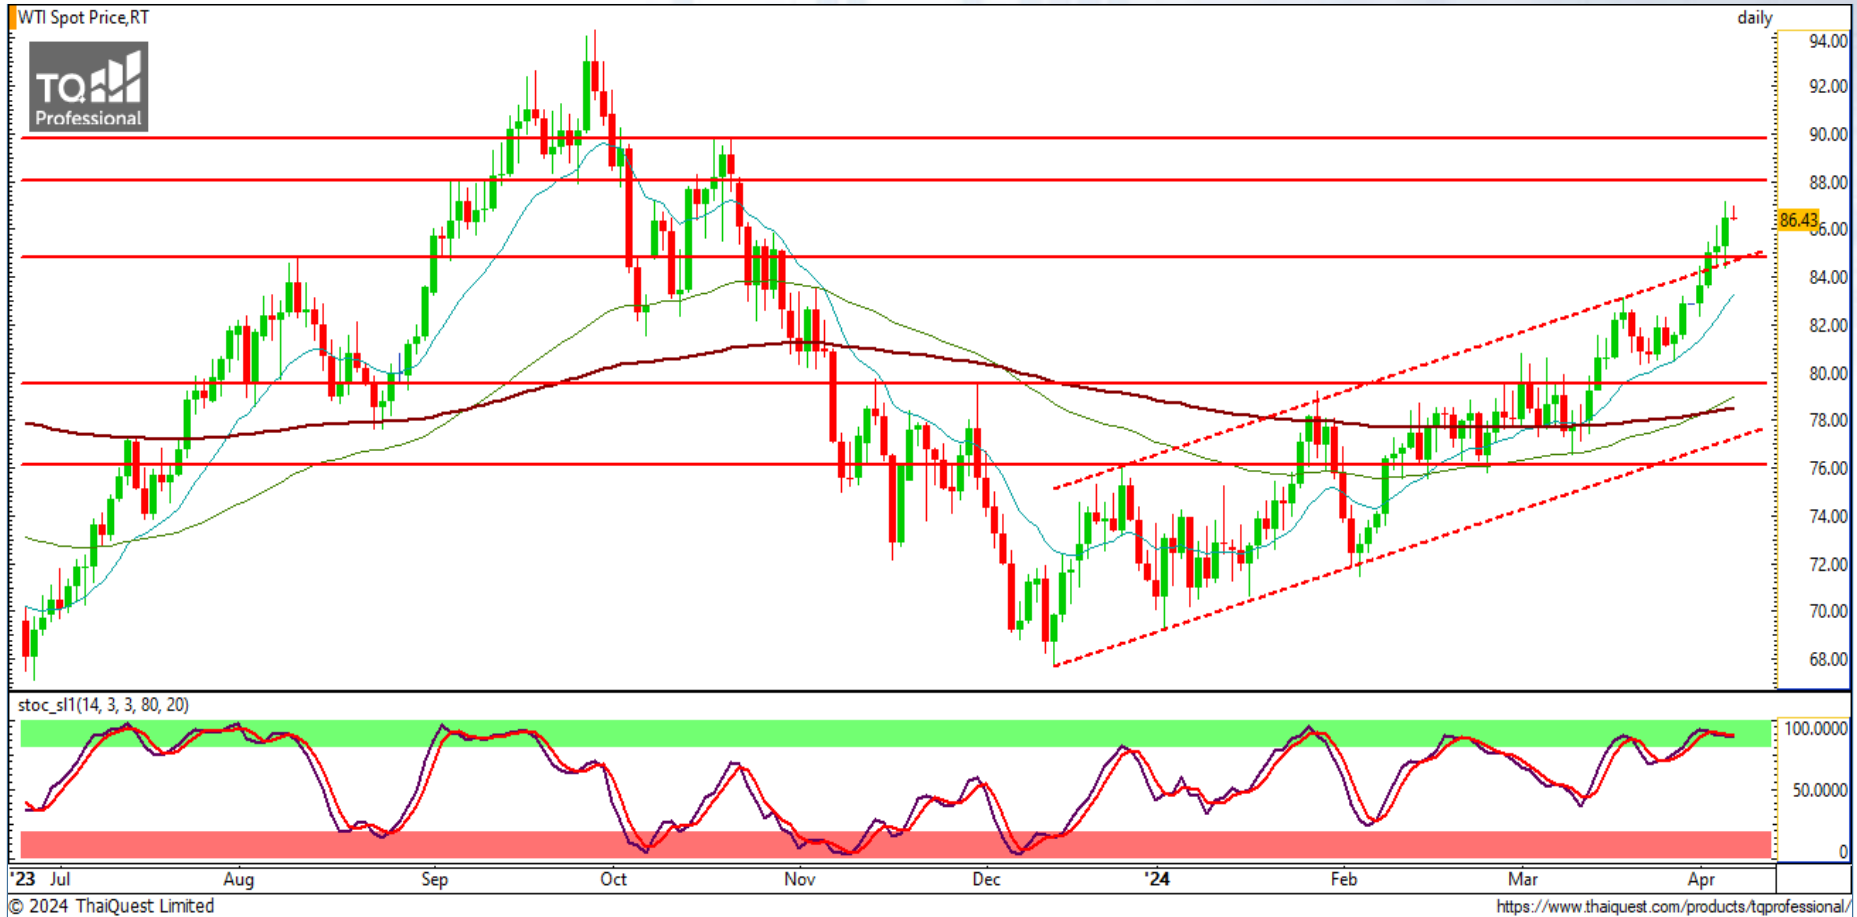 WTI Spot Price,RT
daily
TQ
Professional
94.00
92.00
90.00
88.00
86.43
86.00
84.00
82.00
80.00
78.00
76.00
74.00
72.00
70.00
68.00
stoc_sl1(14, 3, 3, 80, 20)
100.0000
50.0000
0
'23 Jul Aug Sep Oct Nov Dec '24 Feb Mar Apr
© 2024 ThaiQuest Limited
https://www.thaiquest.com/products/tqprofessional/